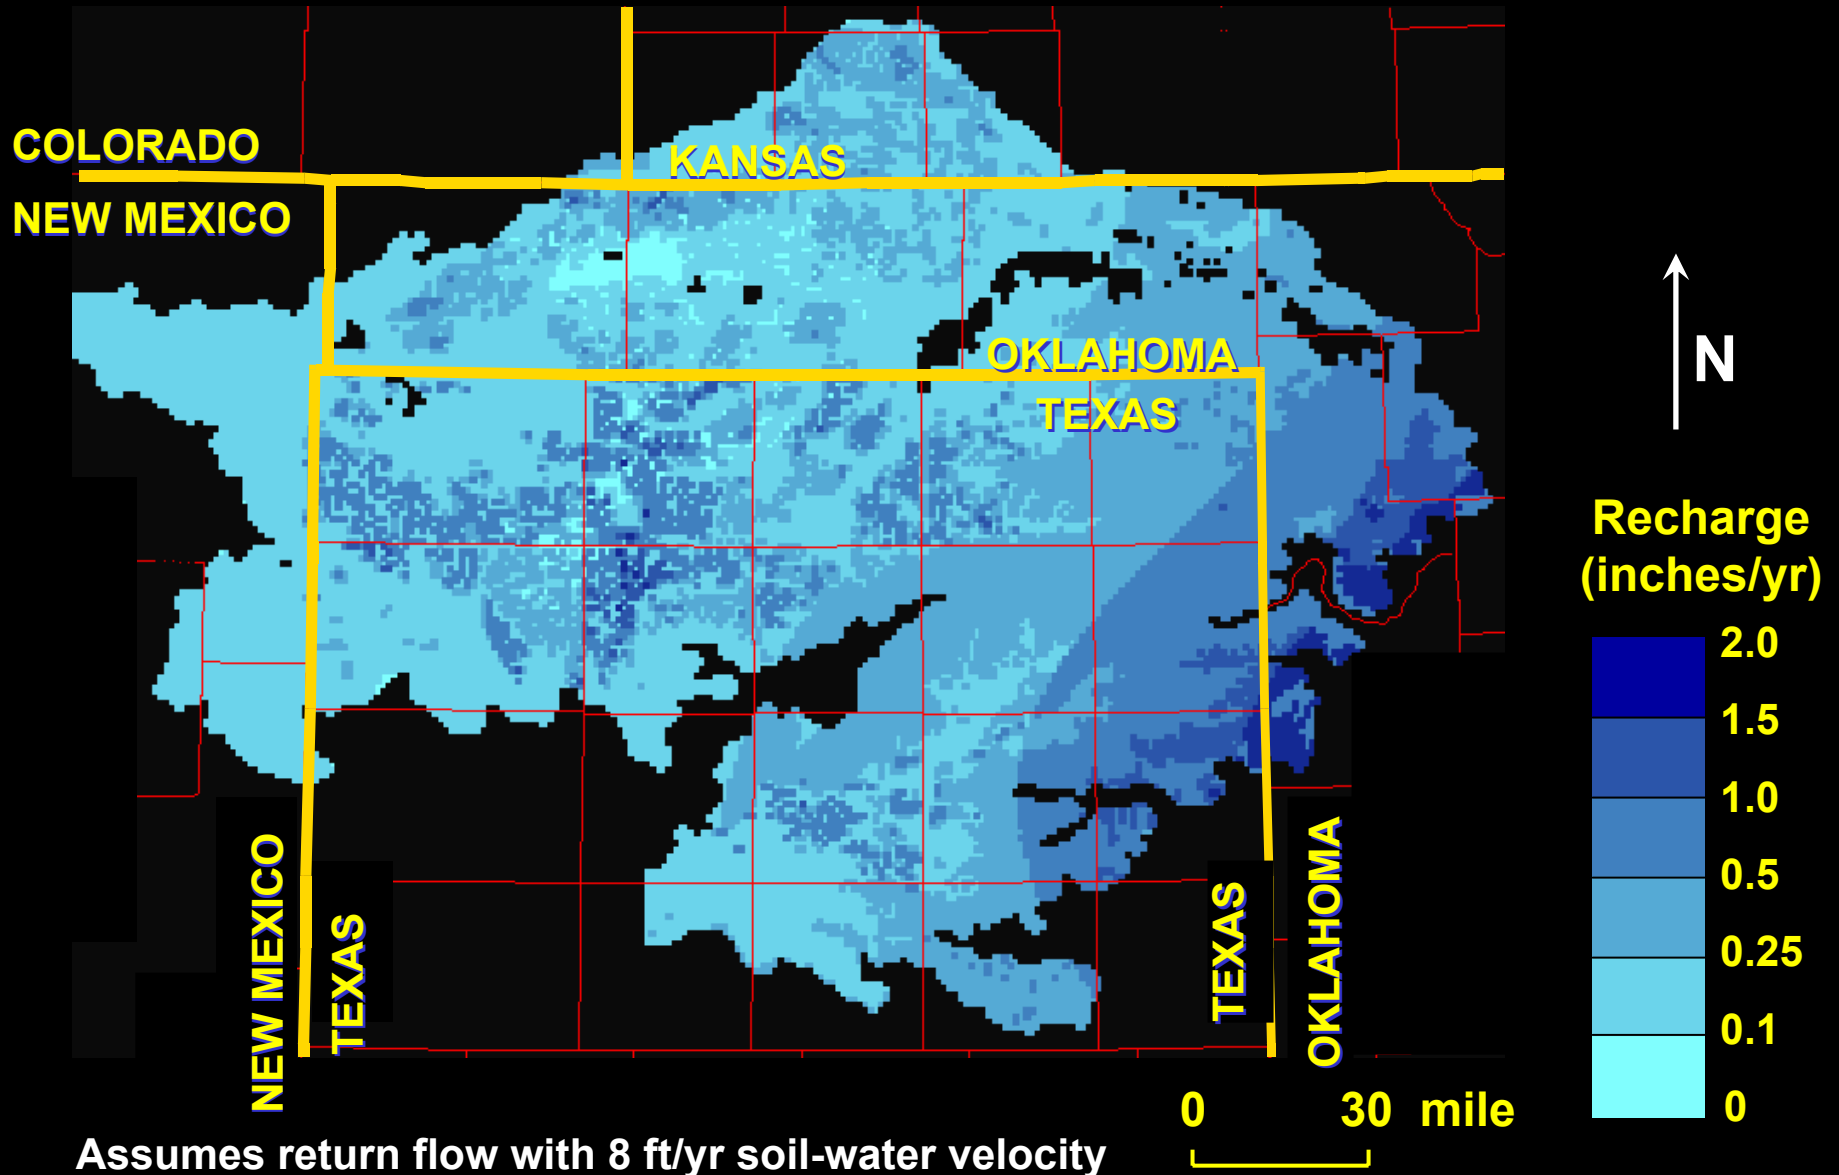 COLORADO
KANSAS
NEW MEXICO
OKLAHOMA
TEXAS
N
Recharge
(inches/yr)
2.0
1.5
1.0
0.5
0.25
0.1
0
NEW MEXICO
TEXAS
TEXAS
OKLAHOMA
0 30 mile
Assumes return flow with 8 ft/yr soil-water velocity